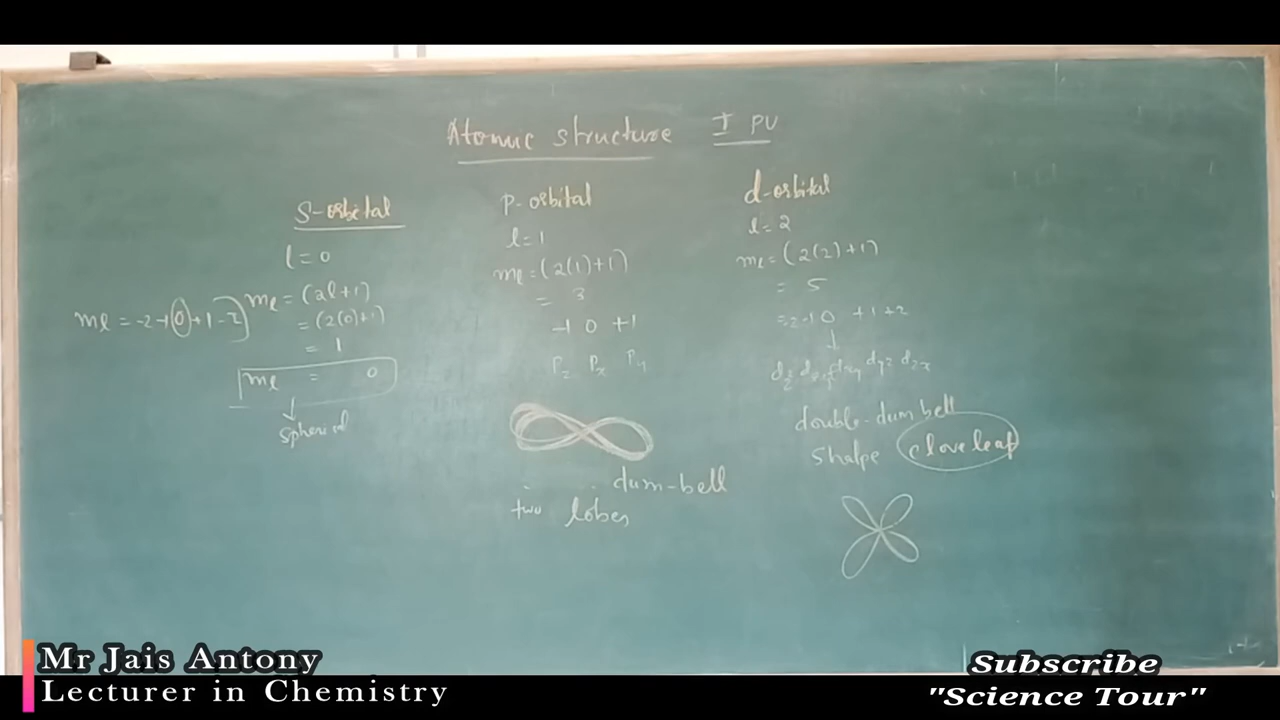 Atomic structure I PU
S-orbital
l = 0
ml = -2 -1 0 +1 -2
ml = (2l+1)
= (2(0)+1)
= 1
ml = 0
Spherical
P-orbital
l = 1
ml = (2(1)+1)
= 3
-1 0 +1
Pz Px Py
dum-bell
two lobes
d-orbital
l = 2
ml = (2(2)+1)
= 5
= -2 -1 0 +1 +2
dxy dyz dzx
double-dumbell
Shalpe cloveleaf
Mr Jais Antony
Lecturer in Chemistry
Subscribe
"Science Tour"